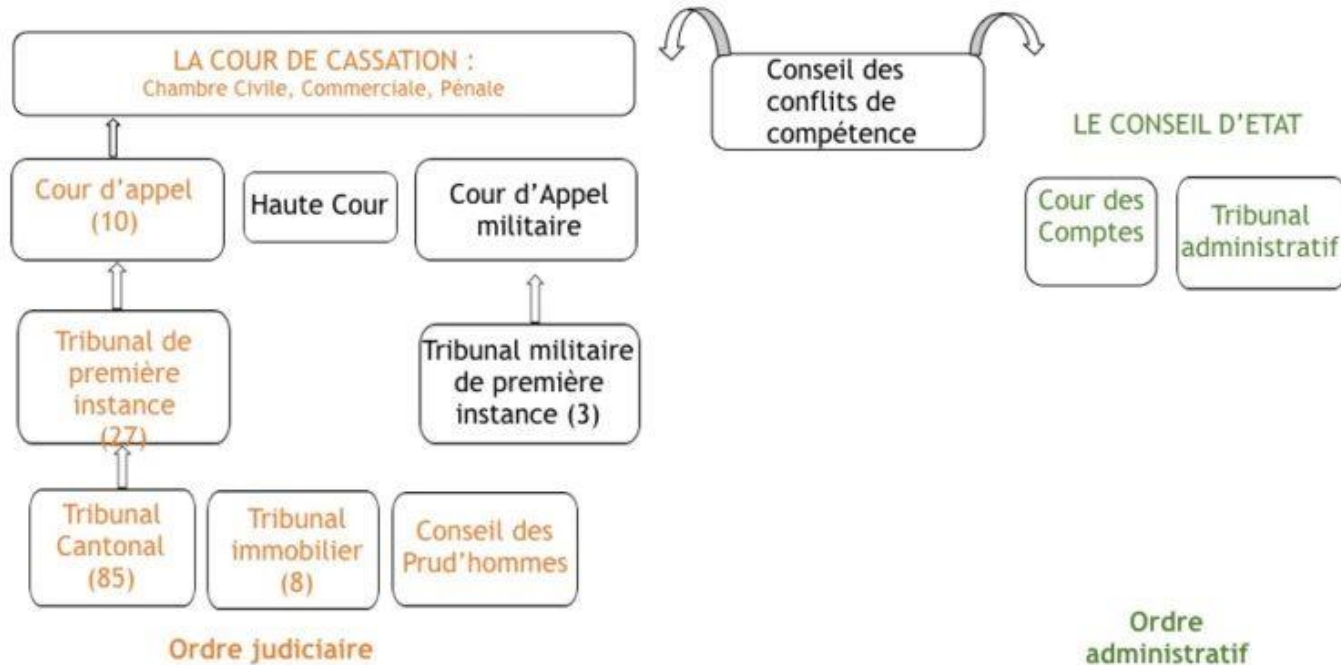 LA COUR DE CASSATION :
Chambre Civile, Commerciale, Pénale
Conseil des
conflits de
compétence
LE CONSEIL D'ETAT
Cour d'appel
(10)
Haute Cour
Cour d'Appel
militaire
Cour des
Comptes
Tribunal
administratif
Tribunal de
première
instance
(27)
Tribunal militaire
de première
instance (3)
Tribunal
Cantonal
(85)
Tribunal
immobilier
(8)
Conseil des
Prud'hommes
Ordre judiciaire
Ordre
administratif